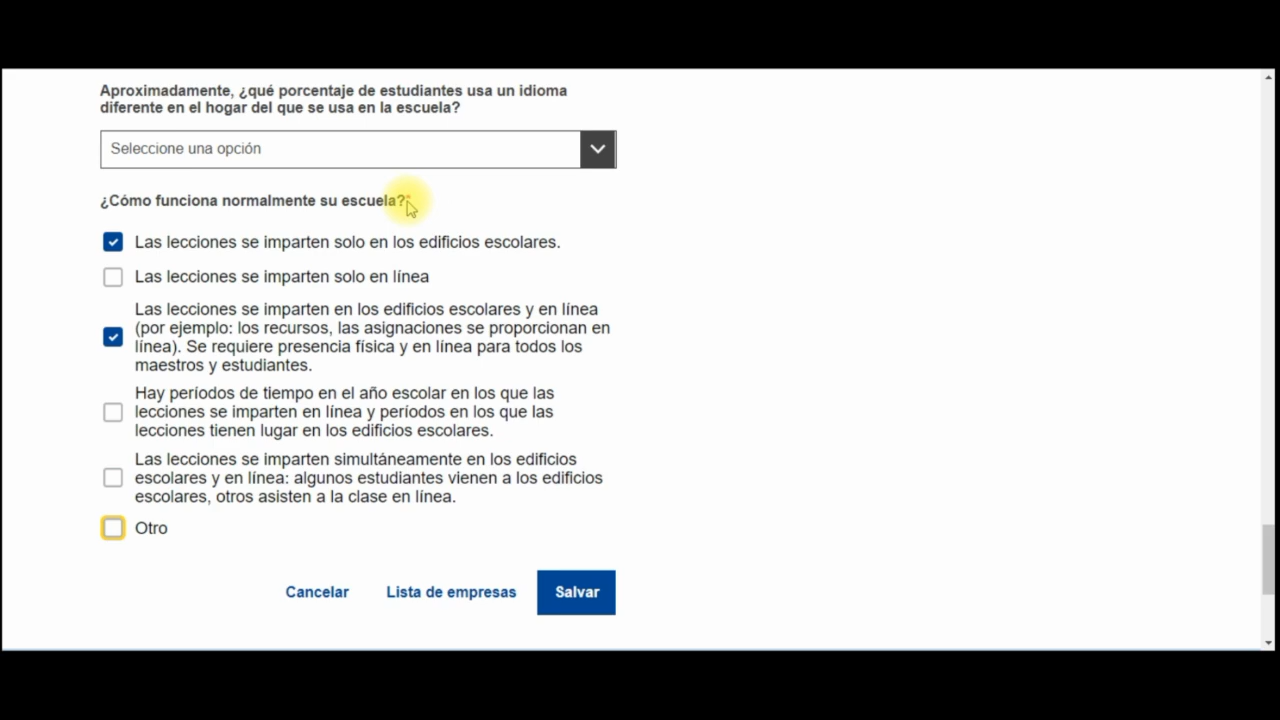 Aproximadamente, ¿qué porcentaje de estudiantes usa un idioma
diferente en el hogar del que se usa en la escuela?
Seleccione una opción
¿Cómo funciona normalmente su escuela?*
Las lecciones se imparten solo en los edificios escolares.
Las lecciones se imparten solo en línea
Las lecciones se imparten en los edificios escolares y en línea
(por ejemplo: los recursos, las asignaciones se proporcionan en
línea). Se requiere presencia física y en línea para todos los
maestros y estudiantes.
Hay períodos de tiempo en el año escolar en los que las
lecciones se imparten en línea y períodos en los que las
lecciones tienen lugar en los edificios escolares.
Las lecciones se imparten simultáneamente en los edificios
escolares y en línea: algunos estudiantes vienen a los edificios
escolares, otros asisten a la clase en línea.
Otro
Cancelar Lista de empresas Salvar